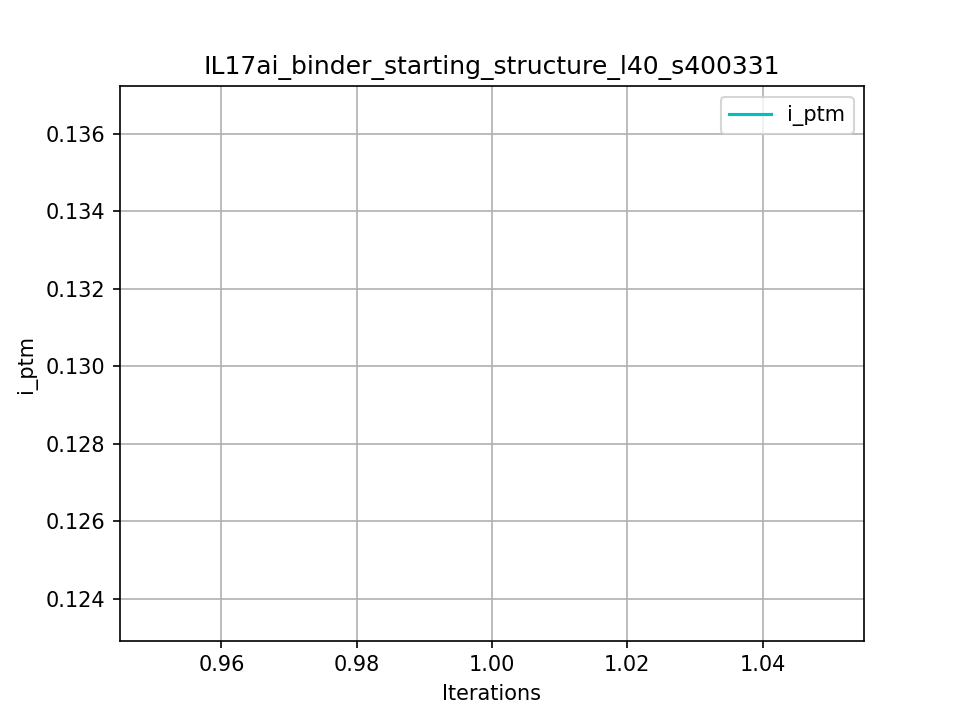 IL17ai_binder_starting_structure_l40_s400331
i_ptm
0.136
0.134
0.132
0.130
0.128
0.126
0.124
i_ptm
0.96 0.98 1.00 1.02 1.04
Iterations